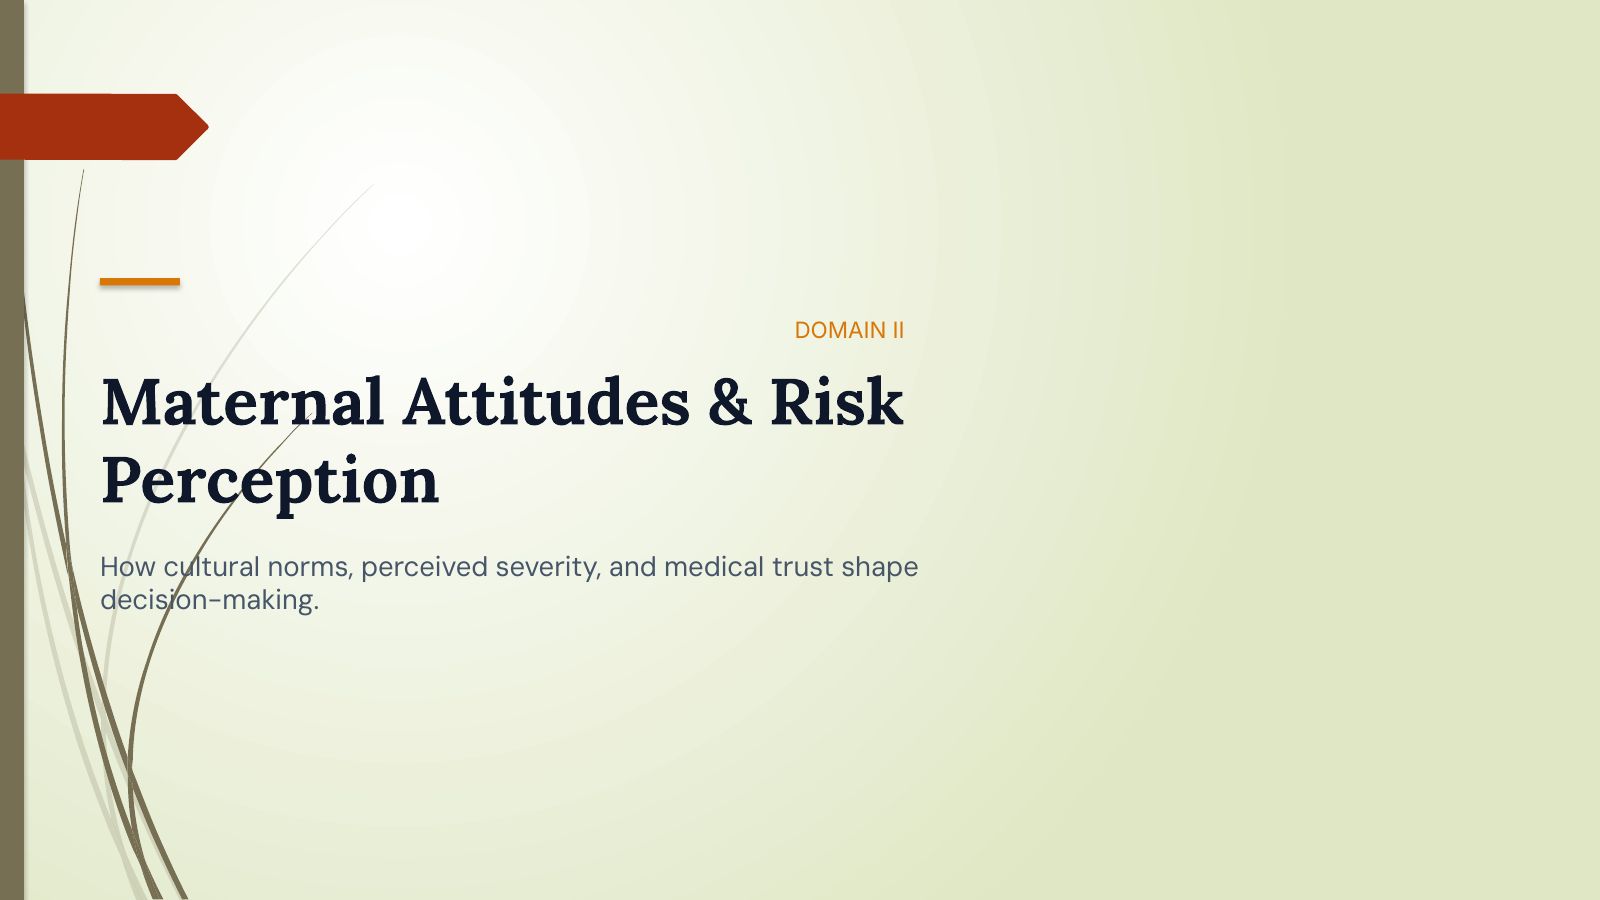 DOMAIN II
Maternal Attitudes & Risk
Perception
How cultural norms, perceived severity, and medical trust shape
decision-making.